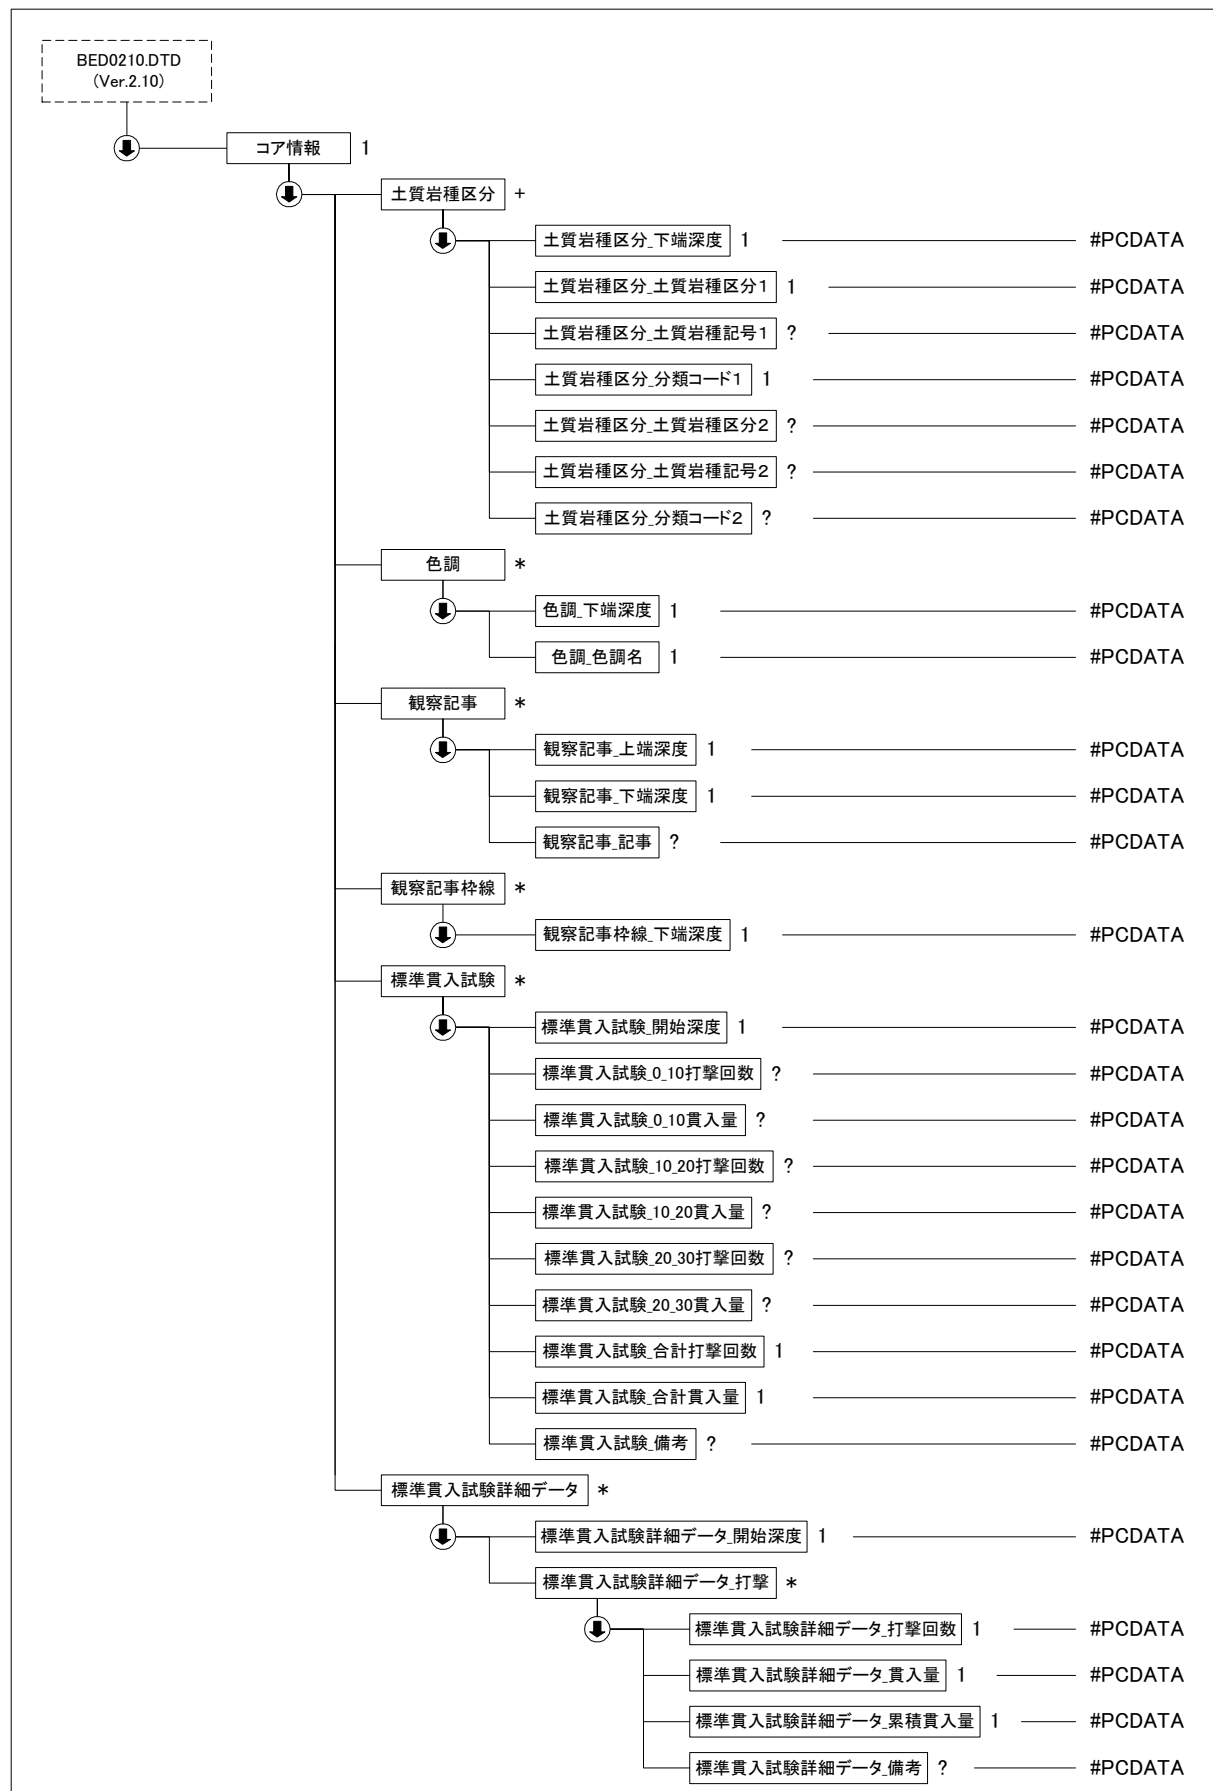 BED0210.DTD
(Ver.2.10)
コア情報 1
土質岩種区分 +
土質岩種区分_下端深度 1 #PCDATA
土質岩種区分_土質岩種区分1 1 #PCDATA
土質岩種区分_土質岩種記号1 ? #PCDATA
土質岩種区分_分類コード1 1 #PCDATA
土質岩種区分_土質岩種区分2 ? #PCDATA
土質岩種区分_土質岩種記号2 ? #PCDATA
土質岩種区分_分類コード2 ? #PCDATA
色調 *
色調_下端深度 1 #PCDATA
色調_色調名 1 #PCDATA
観察記事 *
観察記事_上端深度 1 #PCDATA
観察記事_下端深度 1 #PCDATA
観察記事_記事 ? #PCDATA
観察記事枠線 *
観察記事枠線_下端深度 1 #PCDATA
標準貫入試験 *
標準貫入試験_開始深度 1 #PCDATA
標準貫入試験_0_10打撃回数 ? #PCDATA
標準貫入試験_0_10貫入量 ? #PCDATA
標準貫入試験_10_20打撃回数 ? #PCDATA
標準貫入試験_10_20貫入量 ? #PCDATA
標準貫入試験_20_30打撃回数 ? #PCDATA
標準貫入試験_20_30貫入量 ? #PCDATA
標準貫入試験_合計打撃回数 1 #PCDATA
標準貫入試験_合計貫入量 1 #PCDATA
標準貫入試験_備考 ? #PCDATA
標準貫入試験詳細データ *
標準貫入試験詳細データ_開始深度 1 #PCDATA
標準貫入試験詳細データ_打撃 *
標準貫入試験詳細データ_打撃回数 1 #PCDATA
標準貫入試験詳細データ_貫入量 1 #PCDATA
標準貫入試験詳細データ_累積貫入量 1 #PCDATA
標準貫入試験詳細データ_備考 ? #PCDATA